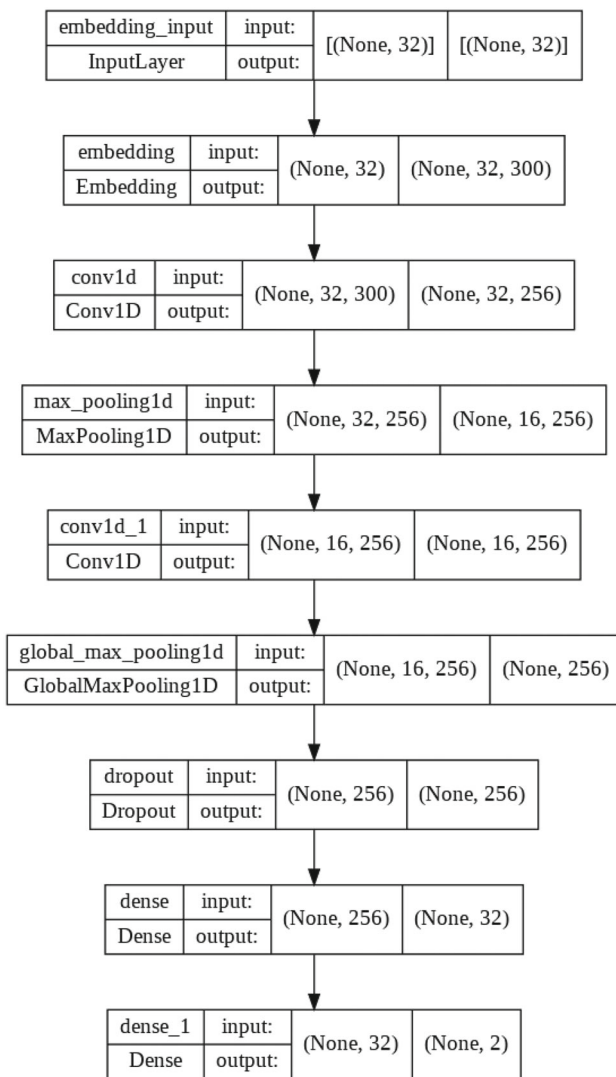 embedding_input input: [(None, 32)] [(None, 32)]
InputLayer output:
embedding input: (None, 32) (None, 32, 300)
Embedding output:
conv1d input: (None, 32, 300) (None, 32, 256)
Conv1D output:
max_pooling1d input: (None, 32, 256) (None, 16, 256)
MaxPooling1D output:
conv1d_1 input: (None, 16, 256) (None, 16, 256)
Conv1D output:
global_max_pooling1d input: (None, 16, 256) (None, 256)
GlobalMaxPooling1D output:
dropout input: (None, 256) (None, 256)
Dropout output:
dense input: (None, 256) (None, 32)
Dense output:
dense_1 input: (None, 32) (None, 2)
Dense output: